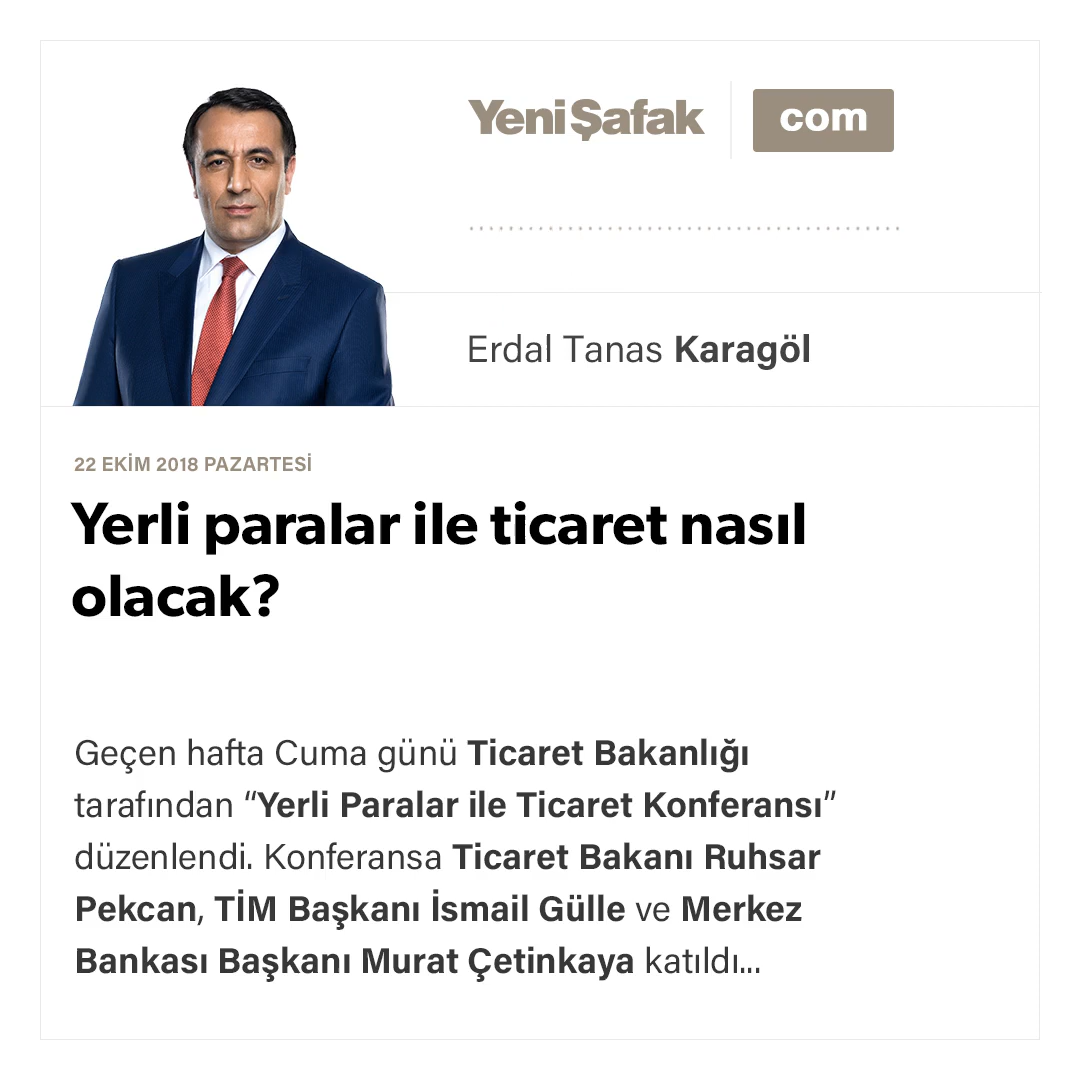 YeniŞafak com
Erdal Tanas Karagöl
22 EKİM 2018 PAZARTESİ
Yerli paralar ile ticaret nasıl
olacak?
Geçen hafta Cuma günü Ticaret Bakanlığı
tarafından “Yerli Paralar ile Ticaret Konferansı”
düzenlendi. Konferansa Ticaret Bakanı Ruhsar
Pekcan, TİM Başkanı İsmail Gülle ve Merkez
Bankası Başkanı Murat Çetinkaya katıldı...